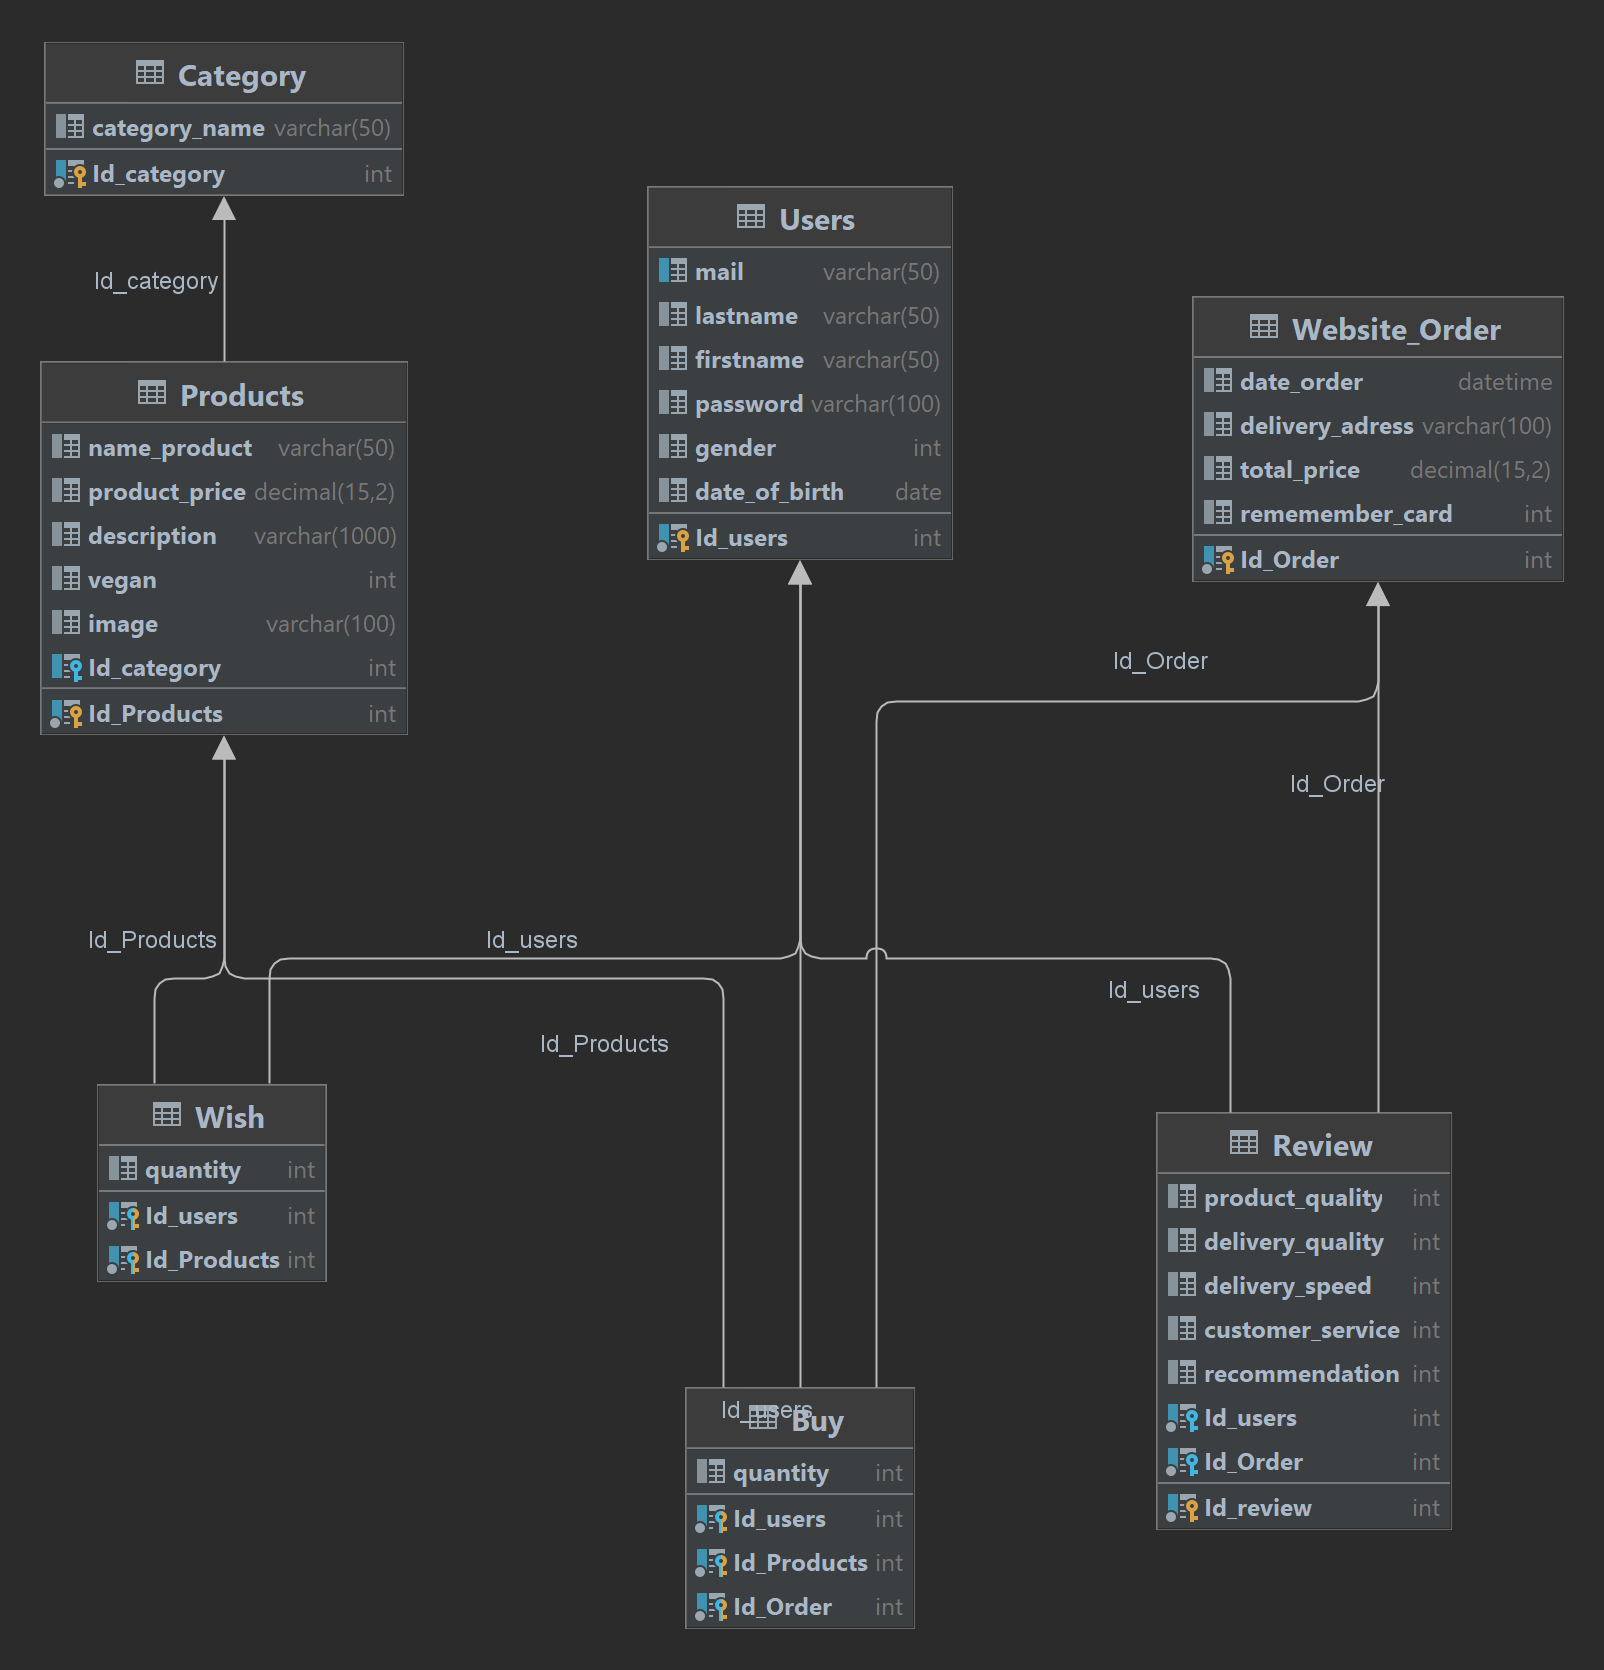 Category
category_name varchar(50)
Id_category int
Id_category
Products
name_product varchar(50)
product_price decimal(15,2)
description varchar(1000)
vegan int
image varchar(100)
Id_category int
Id_Products int
Users
mail varchar(50)
lastname varchar(50)
firstname varchar(50)
password varchar(100)
gender int
date_of_birth date
Id_users int
Website_Order
date_order datetime
delivery_adress varchar(100)
total_price decimal(15,2)
rememember_card int
Id_Order int
Id_Order
Id_Order
Id_Products
Id_users
Id_users
Id_Products
Wish
quantity int
Id_users int
Id_Products int
Id_users
Buy
quantity int
Id_users int
Id_Products int
Id_Order int
Review
product_quality int
delivery_quality int
delivery_speed int
customer_service int
recommendation int
Id_users int
Id_Order int
Id_review int